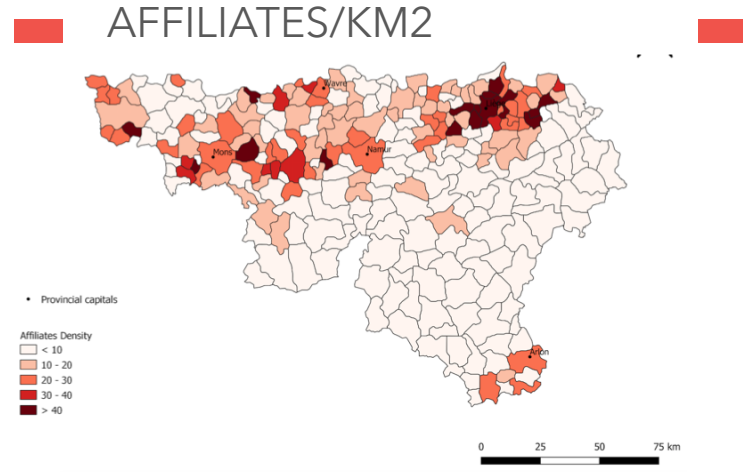 AFFILIATES/KM2
Wavre
Mons
Namur
Arlon
Provincial capitals
Affiliates Density
< 10
10 - 20
20 - 30
30 - 40
> 40
0 25 50 75 km